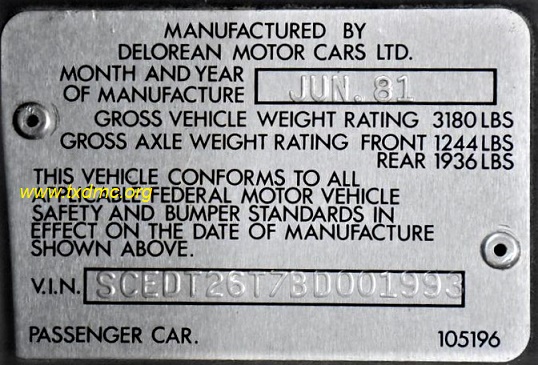 MANUFACTURED BY
DELOREAN MOTOR CARS LTD.
MONTH AND YEAR
OF MANUFACTURE JUN. 81
GROSS VEHICLE WEIGHT RATING 3180 LBS
GROSS AXLE WEIGHT RATING FRONT 1244 LBS
REAR 1936 LBS
THIS VEHICLE CONFORMS TO ALL
www.txdmc.org
FEDERAL MOTOR VEHICLE
SAFETY AND BUMPER STANDARDS IN
EFFECT ON THE DATE OF MANUFACTURE
SHOWN ABOVE.
V.I.N. SCEDT26T7BD001993
PASSENGER CAR. 105196